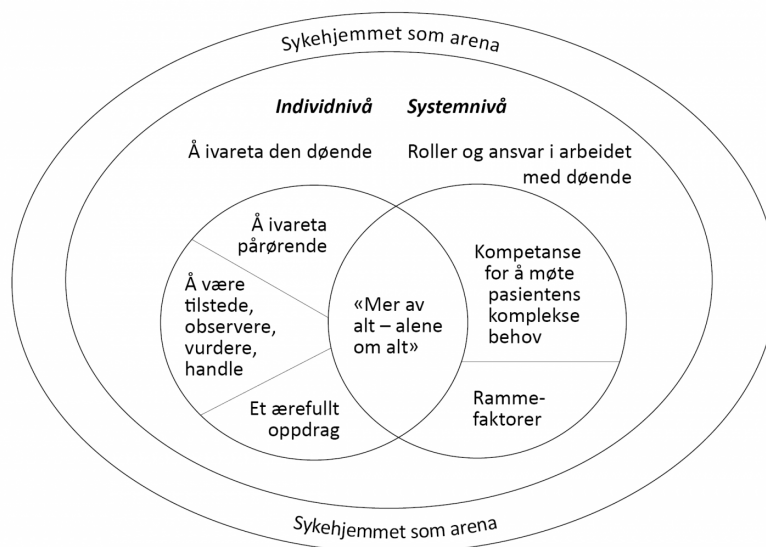 Sykehjemmet som arena
Individnivå
Systemnivå
Å ivareta den døende
Roller og ansvar i arbeidet
med døende
Å ivareta
pårørende
Å være
tilstede,
observere,
vurdere,
handle
Et ærefullt
oppdrag
«Mer av
alt – alene
om alt»
Kompetanse
for å møte
pasientens
komplekse
behov
Ramme-
faktorer
Sykehjemmet som arena